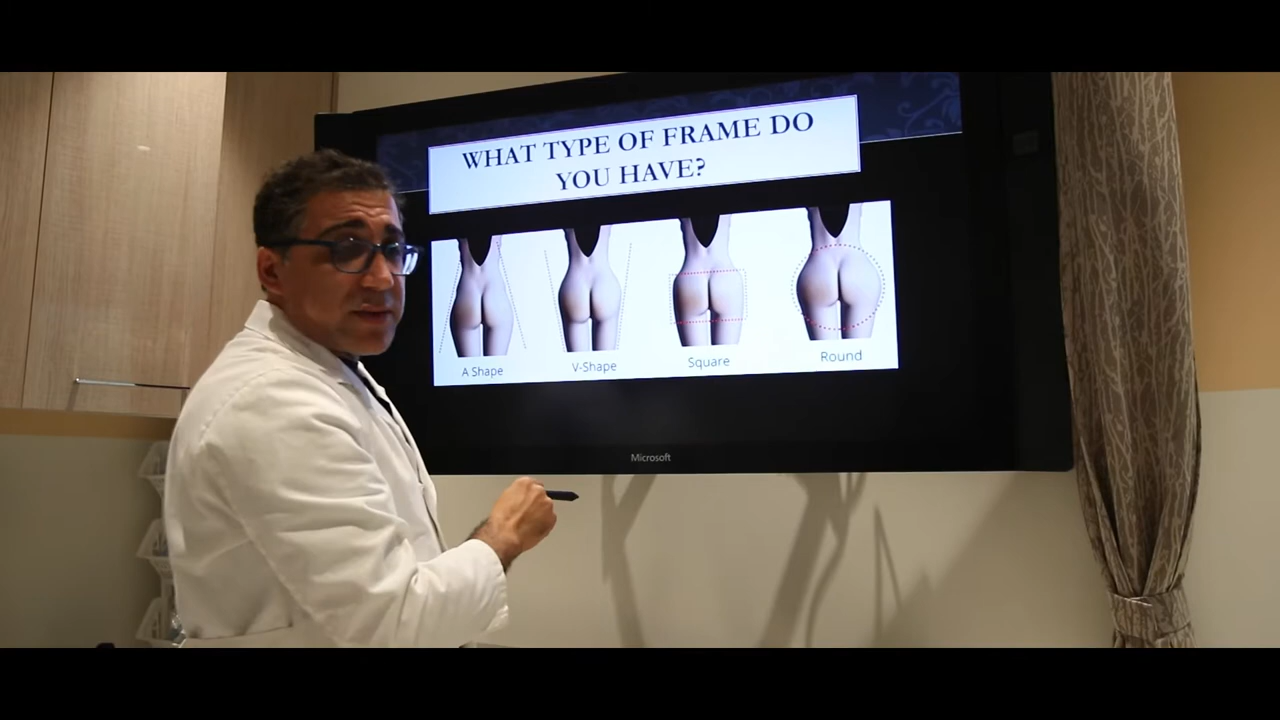 WHAT TYPE OF FRAME DO
YOU HAVE?
A Shape
V-Shape
Square
Round
Microsoft